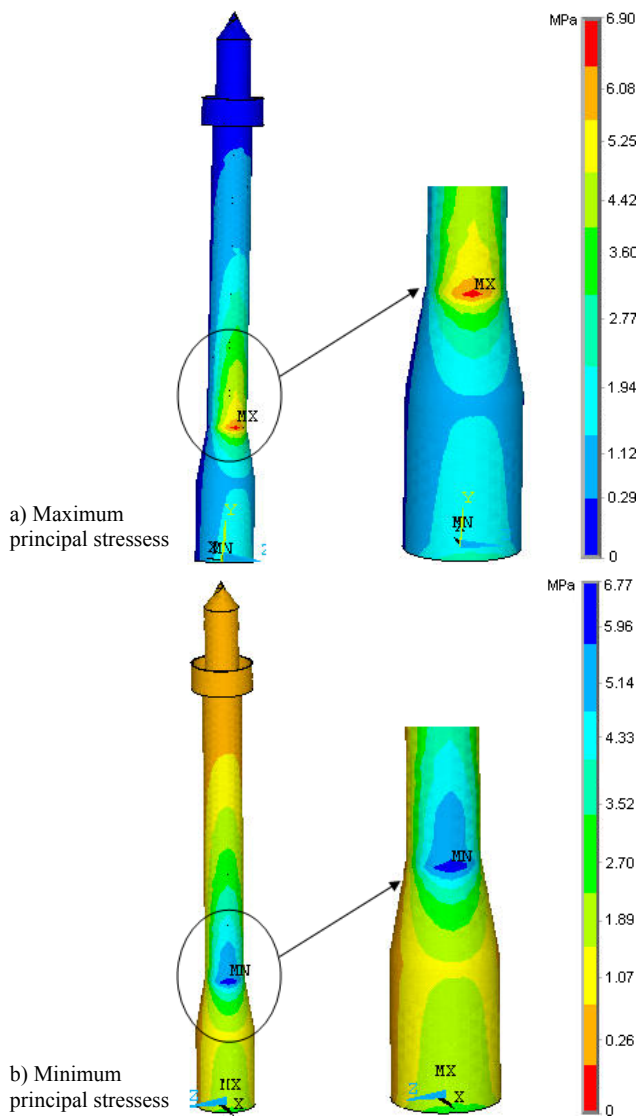 MPa
6.90
6.08
5.25
4.42
3.60
2.77
1.94
1.12
0.29
0
MX
MX
Y
X
MN
Z
MN
X
a) Maximum
principal stressess
MPa
6.77
5.96
5.14
4.33
3.52
2.70
1.89
1.07
0.26
0
MN
MN
MX
Z
X
MX
Z
X
b) Minimum
principal stressess